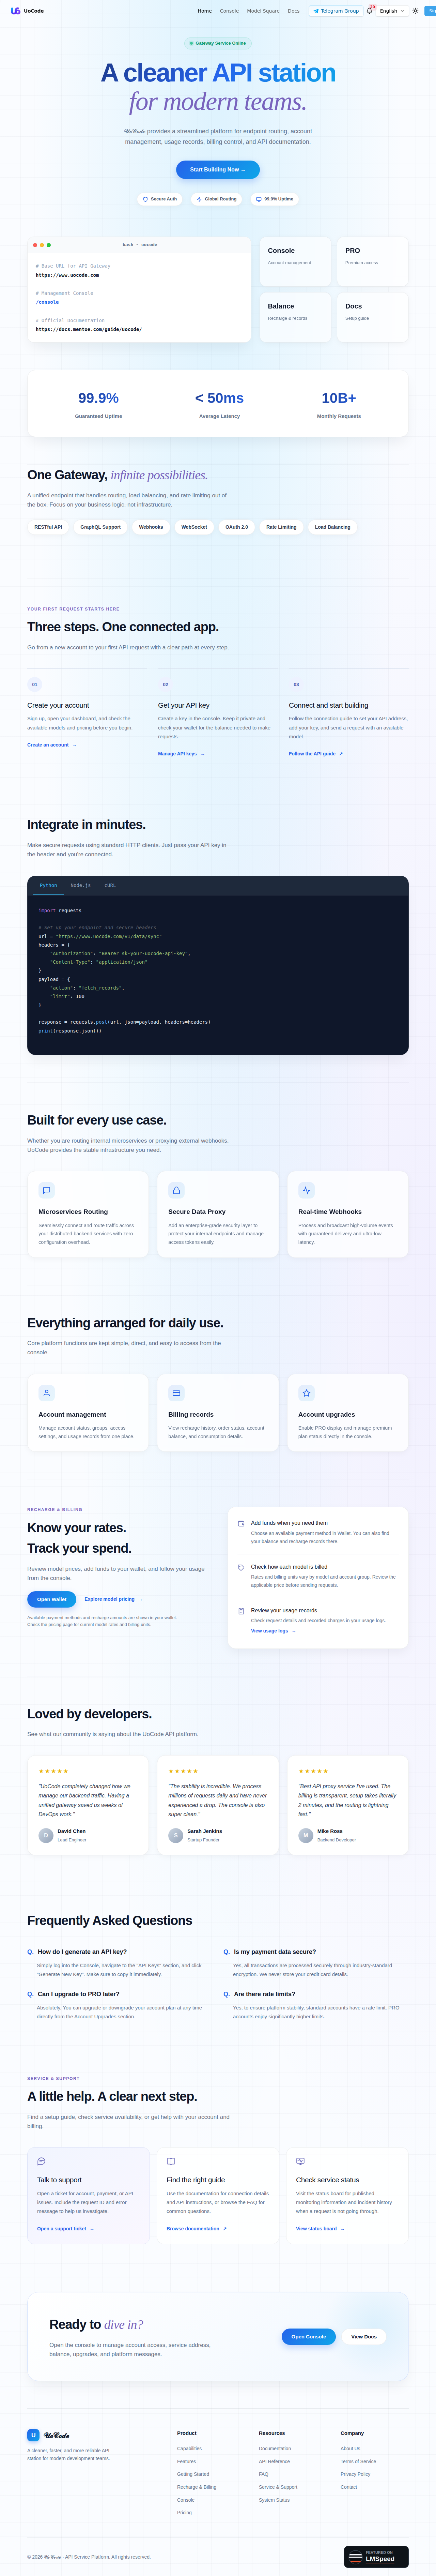 UoCode
Home Console Model Square Docs Telegram Group English
Gateway Service Online
A cleaner API station
for modern teams.
UoCode provides a streamlined platform for endpoint routing, account
management, usage records, billing control, and API documentation.
Start Building Now →
Secure Auth Global Routing 99.9% Uptime
bash — uocode
# Base URL for API Gateway
https://www.uocode.com
# Management Console
/console
# Official Documentation
https://docs.mentoe.com/guide/uocode/
Console
Account management
PRO
Premium access
Balance
Recharge & records
Docs
Setup guide
99.9% < 50ms 10B+
Guaranteed Uptime Average Latency Monthly Requests
One Gateway, infinite possibilities.
A unified endpoint that handles routing, load balancing, and rate limiting out of
the box. Focus on your business logic, not infrastructure.
RESTful API GraphQL Support Webhooks WebSocket OAuth 2.0 Rate Limiting Load Balancing
YOUR FIRST REQUEST STARTS HERE
Three steps. One connected app.
Go from a new account to your first API request with a clear path at every step.
01
Create your account
Sign up, open your dashboard, and check the
available models and pricing before you begin.
Create an account →
02
Get your API key
Create a key in the console. Keep it private and
check your wallet for the balance needed to make
requests.
Manage API keys →
03
Connect and start building
Follow the connection guide to set your API address,
add your key, and send a request with an available
model.
Follow the API guide ↗
Integrate in minutes.
Make secure requests using standard HTTP clients. Just pass your API key in
the header and you're connected.
Python Node.js cURL
import requests
# Set up your endpoint and secure headers
url = "https://www.uocode.com/v1/data/sync"
headers = {
"Authorization": "Bearer sk-your-uocode-api-key",
"Content-Type": "application/json"
}
payload = {
"action": "fetch_records",
"limit": 100
}
response = requests.post(url, json=payload, headers=headers)
print(response.json())
Built for every use case.
Whether you are routing internal microservices or proxying external webhooks,
UoCode provides the stable infrastructure you need.
Microservices Routing
Seamlessly connect and route traffic across
your distributed backend services with zero
configuration overhead.
Secure Data Proxy
Add an enterprise-grade security layer to
protect your internal endpoints and manage
access tokens easily.
Real-time Webhooks
Process and broadcast high-volume events
with guaranteed delivery and ultra-low
latency.
Everything arranged for daily use.
Core platform functions are kept simple, direct, and easy to access from the
console.
Account management
Manage account status, groups, access
settings, and usage records from one place.
Billing records
View recharge history, order status, account
balance, and consumption details.
Account upgrades
Enable PRO display and manage premium
plan status directly in the console.
RECHARGE & BILLING
Know your rates.
Track your spend.
Review model prices, add funds to your wallet, and follow your usage
from the console.
Open Wallet Explore model pricing →
Available payment methods and recharge amounts are shown in your wallet.
Check the pricing page for current model rates and billing units.
Add funds when you need them
Choose an available payment method in Wallet. You can also find
your balance and recharge records there.
Check how each model is billed
Rates and billing units vary by model and account group. Review the
applicable price before sending requests.
Review your usage records
Check request details and recorded charges in your usage logs.
View usage logs →
Loved by developers.
See what our community is saying about the UoCode API platform.
★★★★★
"UoCode completely changed how we
manage our backend traffic. Having a
unified gateway saved us weeks of
DevOps work."
D
David Chen
Lead Engineer
★★★★★
"The stability is incredible. We process
millions of requests daily and have never
experienced a drop. The console is also
super clean."
S
Sarah Jenkins
Startup Founder
★★★★★
"Best API proxy service I've used. The
billing is transparent, setup takes literally
2 minutes, and the routing is lightning
fast."
M
Mike Ross
Backend Developer
Frequently Asked Questions
Q. How do I generate an API key?
Simply log into the Console, navigate to the "API Keys" section, and click
"Generate New Key". Make sure to copy it immediately.
Q. Is my payment data secure?
Yes, all transactions are processed securely through industry-standard
encryption. We never store your credit card details.
Q. Can I upgrade to PRO later?
Absolutely. You can upgrade or downgrade your account plan at any time
directly from the Account Upgrades section.
Q. Are there rate limits?
Yes, to ensure platform stability, standard accounts have a rate limit. PRO
accounts enjoy significantly higher limits.
SERVICE & SUPPORT
A little help. A clear next step.
Find a setup guide, check service availability, or get help with your account and
billing.
Talk to support
Open a ticket for account, payment, or API
issues. Include the request ID and error
message to help us investigate.
Open a support ticket →
Find the right guide
Use the documentation for connection details
and API instructions, or browse the FAQ for
common questions.
Browse documentation ↗
Check service status
Visit the status board for published
monitoring information and incident history
when a request is not going through.
View status board →
Ready to dive in?
Open the console to manage account access, service address,
balance, upgrades, and platform messages.
Open Console View Docs
U UoCode
A cleaner, faster, and more reliable API
station for modern development teams.
Product
Capabilities
Features
Getting Started
Recharge & Billing
Console
Pricing
Resources
Documentation
API Reference
FAQ
Service & Support
System Status
Company
About Us
Terms of Service
Privacy Policy
Contact
© 2026 UoCode · API Service Platform. All rights reserved.
FEATURED ON
LMSpeed